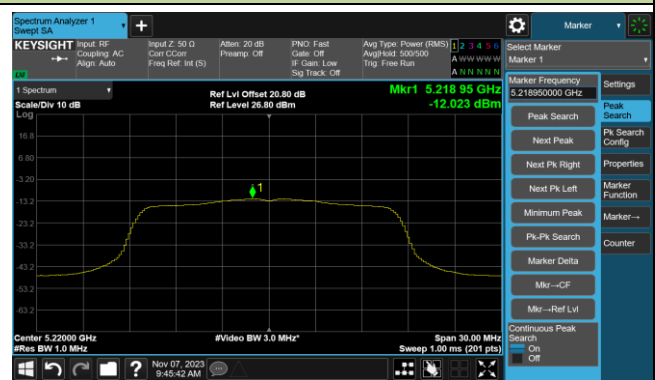 Spectrum Analyzer 1
Swept SA
+
Marker
KEYSIGHT
Input: RF
Coupling: AC
Align: Auto
Input Z: 50 Ω
Corr CCorr
Freq Ref: Int (S)
Atten: 20 dB
Preamp: Off
PNO: Fast
Gate: Off
IF Gain: Low
Sig Track: Off
Avg Type: Power (RMS)
Avg|Hold: 500/500
Trig: Free Run
1 2 3 4 5 6
A W W W W W
A N N N N N
LV
Select Marker
Marker 1
1 Spectrum
Scale/Div 10 dB
Log
Ref Lvl Offset 20.80 dB
Ref Level 26.80 dBm
Mkr1 5.218 95 GHz
-12.023 dBm
16.8
6.80
-3.20
-13.2
-23.2
-33.2
-43.2
-53.2
-63.2
1
Center 5.22000 GHz
#Res BW 1.0 MHz
#Video BW 3.0 MHz*
Span 30.00 MHz
Sweep 1.00 ms (201 pts)
Marker Frequency
5.218950000 GHz
Peak Search
Next Peak
Next Pk Right
Next Pk Left
Minimum Peak
Pk-Pk Search
Marker Delta
Mkr→CF
Mkr→Ref Lvl
Continuous Peak
Search
On
Off
Settings
Peak
Search
Pk Search
Config
Properties
Marker
Function
Marker→
Counter
?
Nov 07, 2023
9:45:42 AM